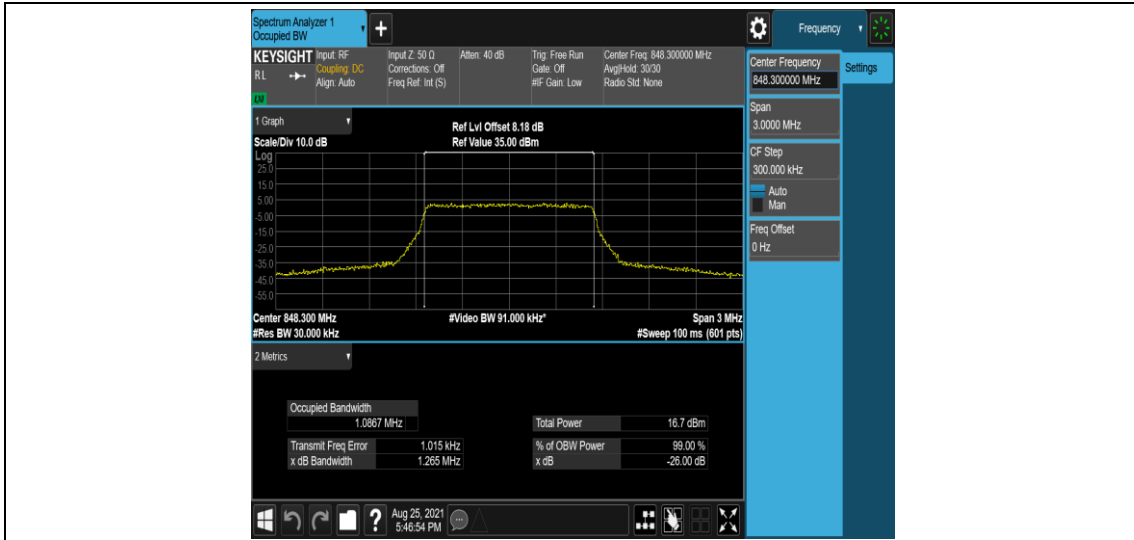 Spectrum Analyzer 1
Occupied BW
+
Frequency
KEYSIGHT
RL
LXI
Input: RF
Coupling: DC
Align: Auto
Input Z: 50 Ω
Corrections: Off
Freq Ref: Int (S)
Atten: 40 dB
Trig: Free Run
Gate: Off
#IF Gain: Low
Center Freq: 848.300000 MHz
Avg|Hold: 30/30
Radio Std: None
Center Frequency
848.300000 MHz
Settings
Span
3.0000 MHz
CF Step
300.000 kHz
Auto
Man
Freq Offset
0 Hz
1 Graph
Scale/Div 10.0 dB
Ref Lvl Offset 8.18 dB
Ref Value 35.00 dBm
Log
25.0
15.0
5.00
-5.00
-15.0
-25.0
-35.0
-45.0
-55.0
Center 848.300 MHz
#Video BW 91.000 kHz*
Span 3 MHz
#Res BW 30.000 kHz
#Sweep 100 ms (601 pts)
2 Metrics
Occupied Bandwidth
1.0867 MHz
Total Power 16.7 dBm
Transmit Freq Error 1.015 kHz
% of OBW Power 99.00 %
x dB Bandwidth 1.265 MHz
x dB -26.00 dB
?
Aug 25, 2021
5:46:54 PM